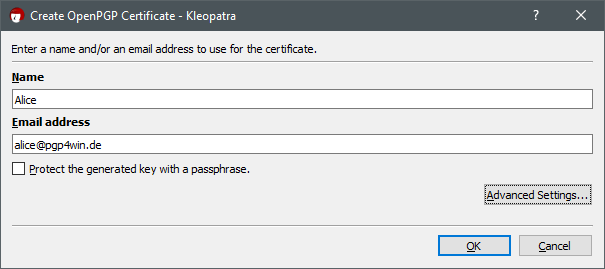 Create OpenPGP Certificate - Kleopatra
Enter a name and/or an email address to use for the certificate.
Name
Alice
Email address
alice@pgp4win.de
Protect the generated key with a passphrase.
Advanced Settings...
OK Cancel